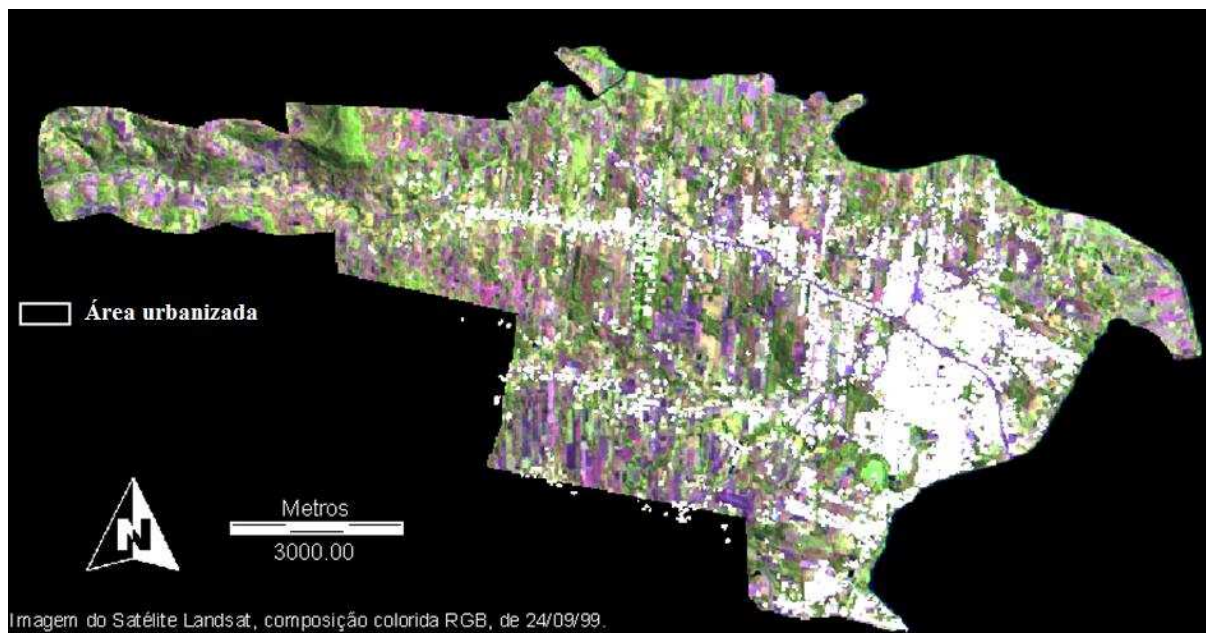 Área urbanizada
N
Metros
3000.00
Imagem do Satélite Landsat, composição colorida RGB, de 24/09/99.